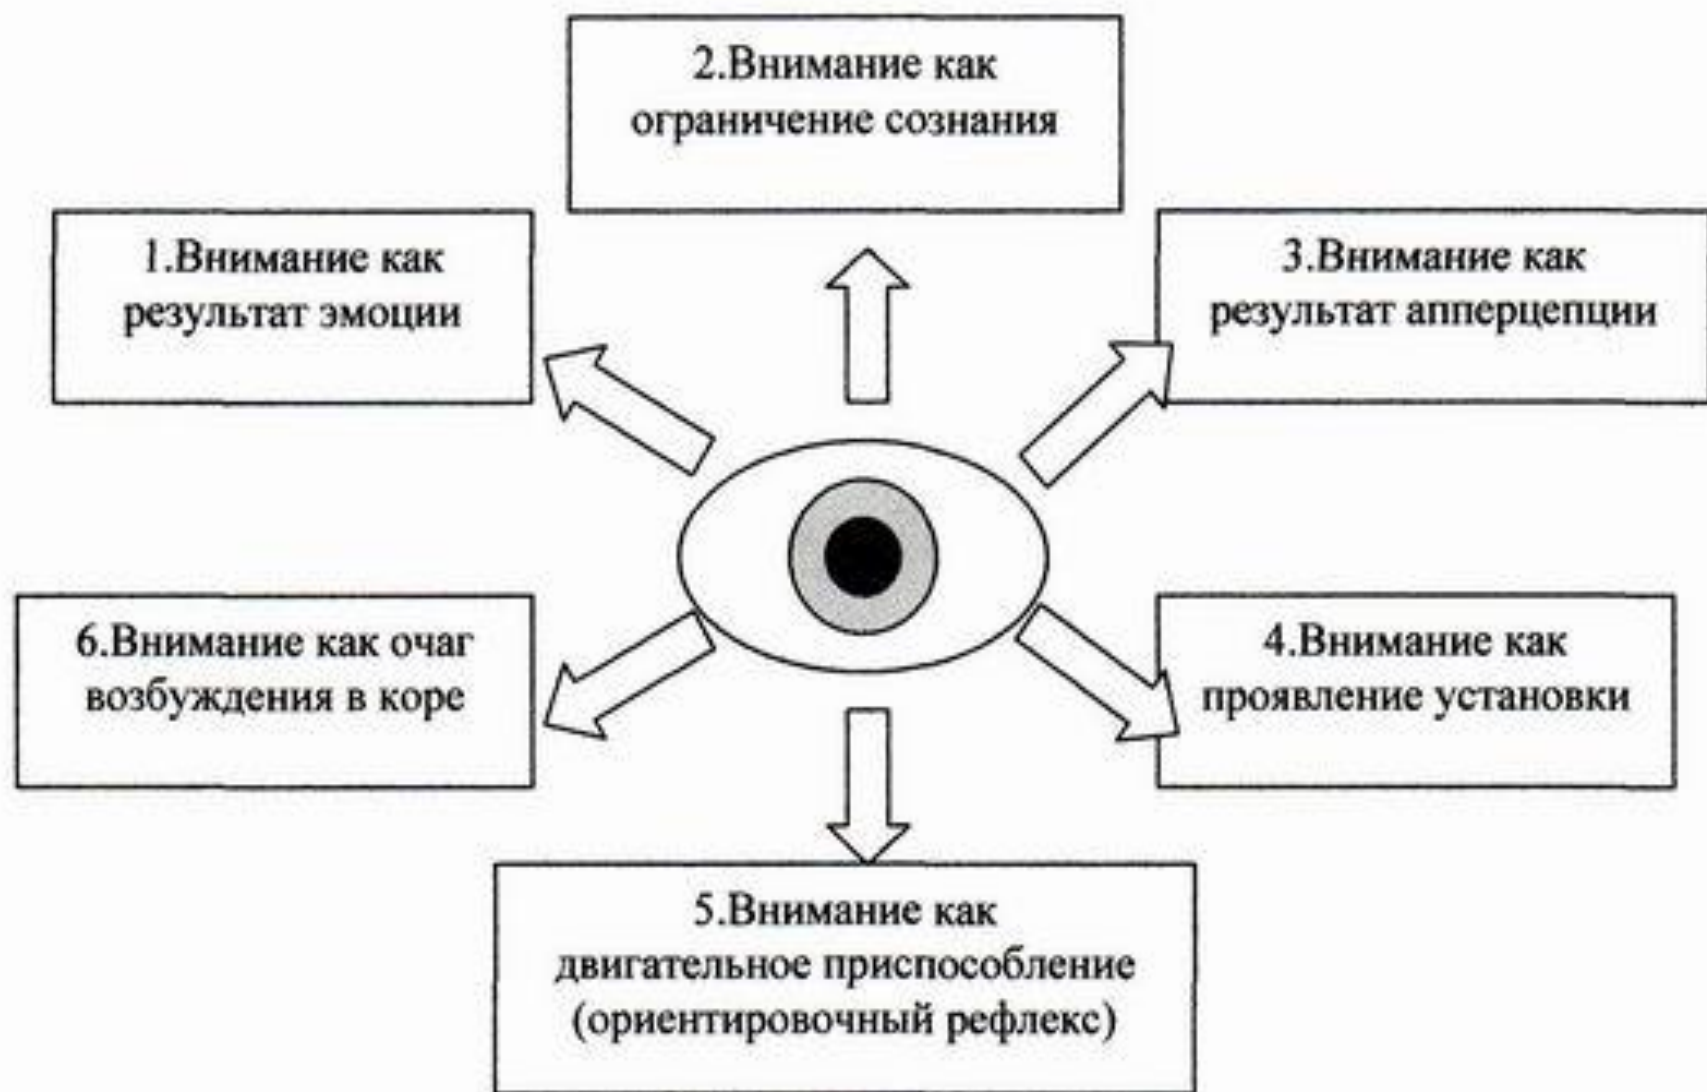 1.Внимание как
результат эмоции
2.Внимание как
ограничение сознания
3.Внимание как
результат апперцепции
4.Внимание как
проявление установки
5.Внимание как
двигательное приспособление
(ориентировочный рефлекс)
6.Внимание как очаг
возбуждения в коре